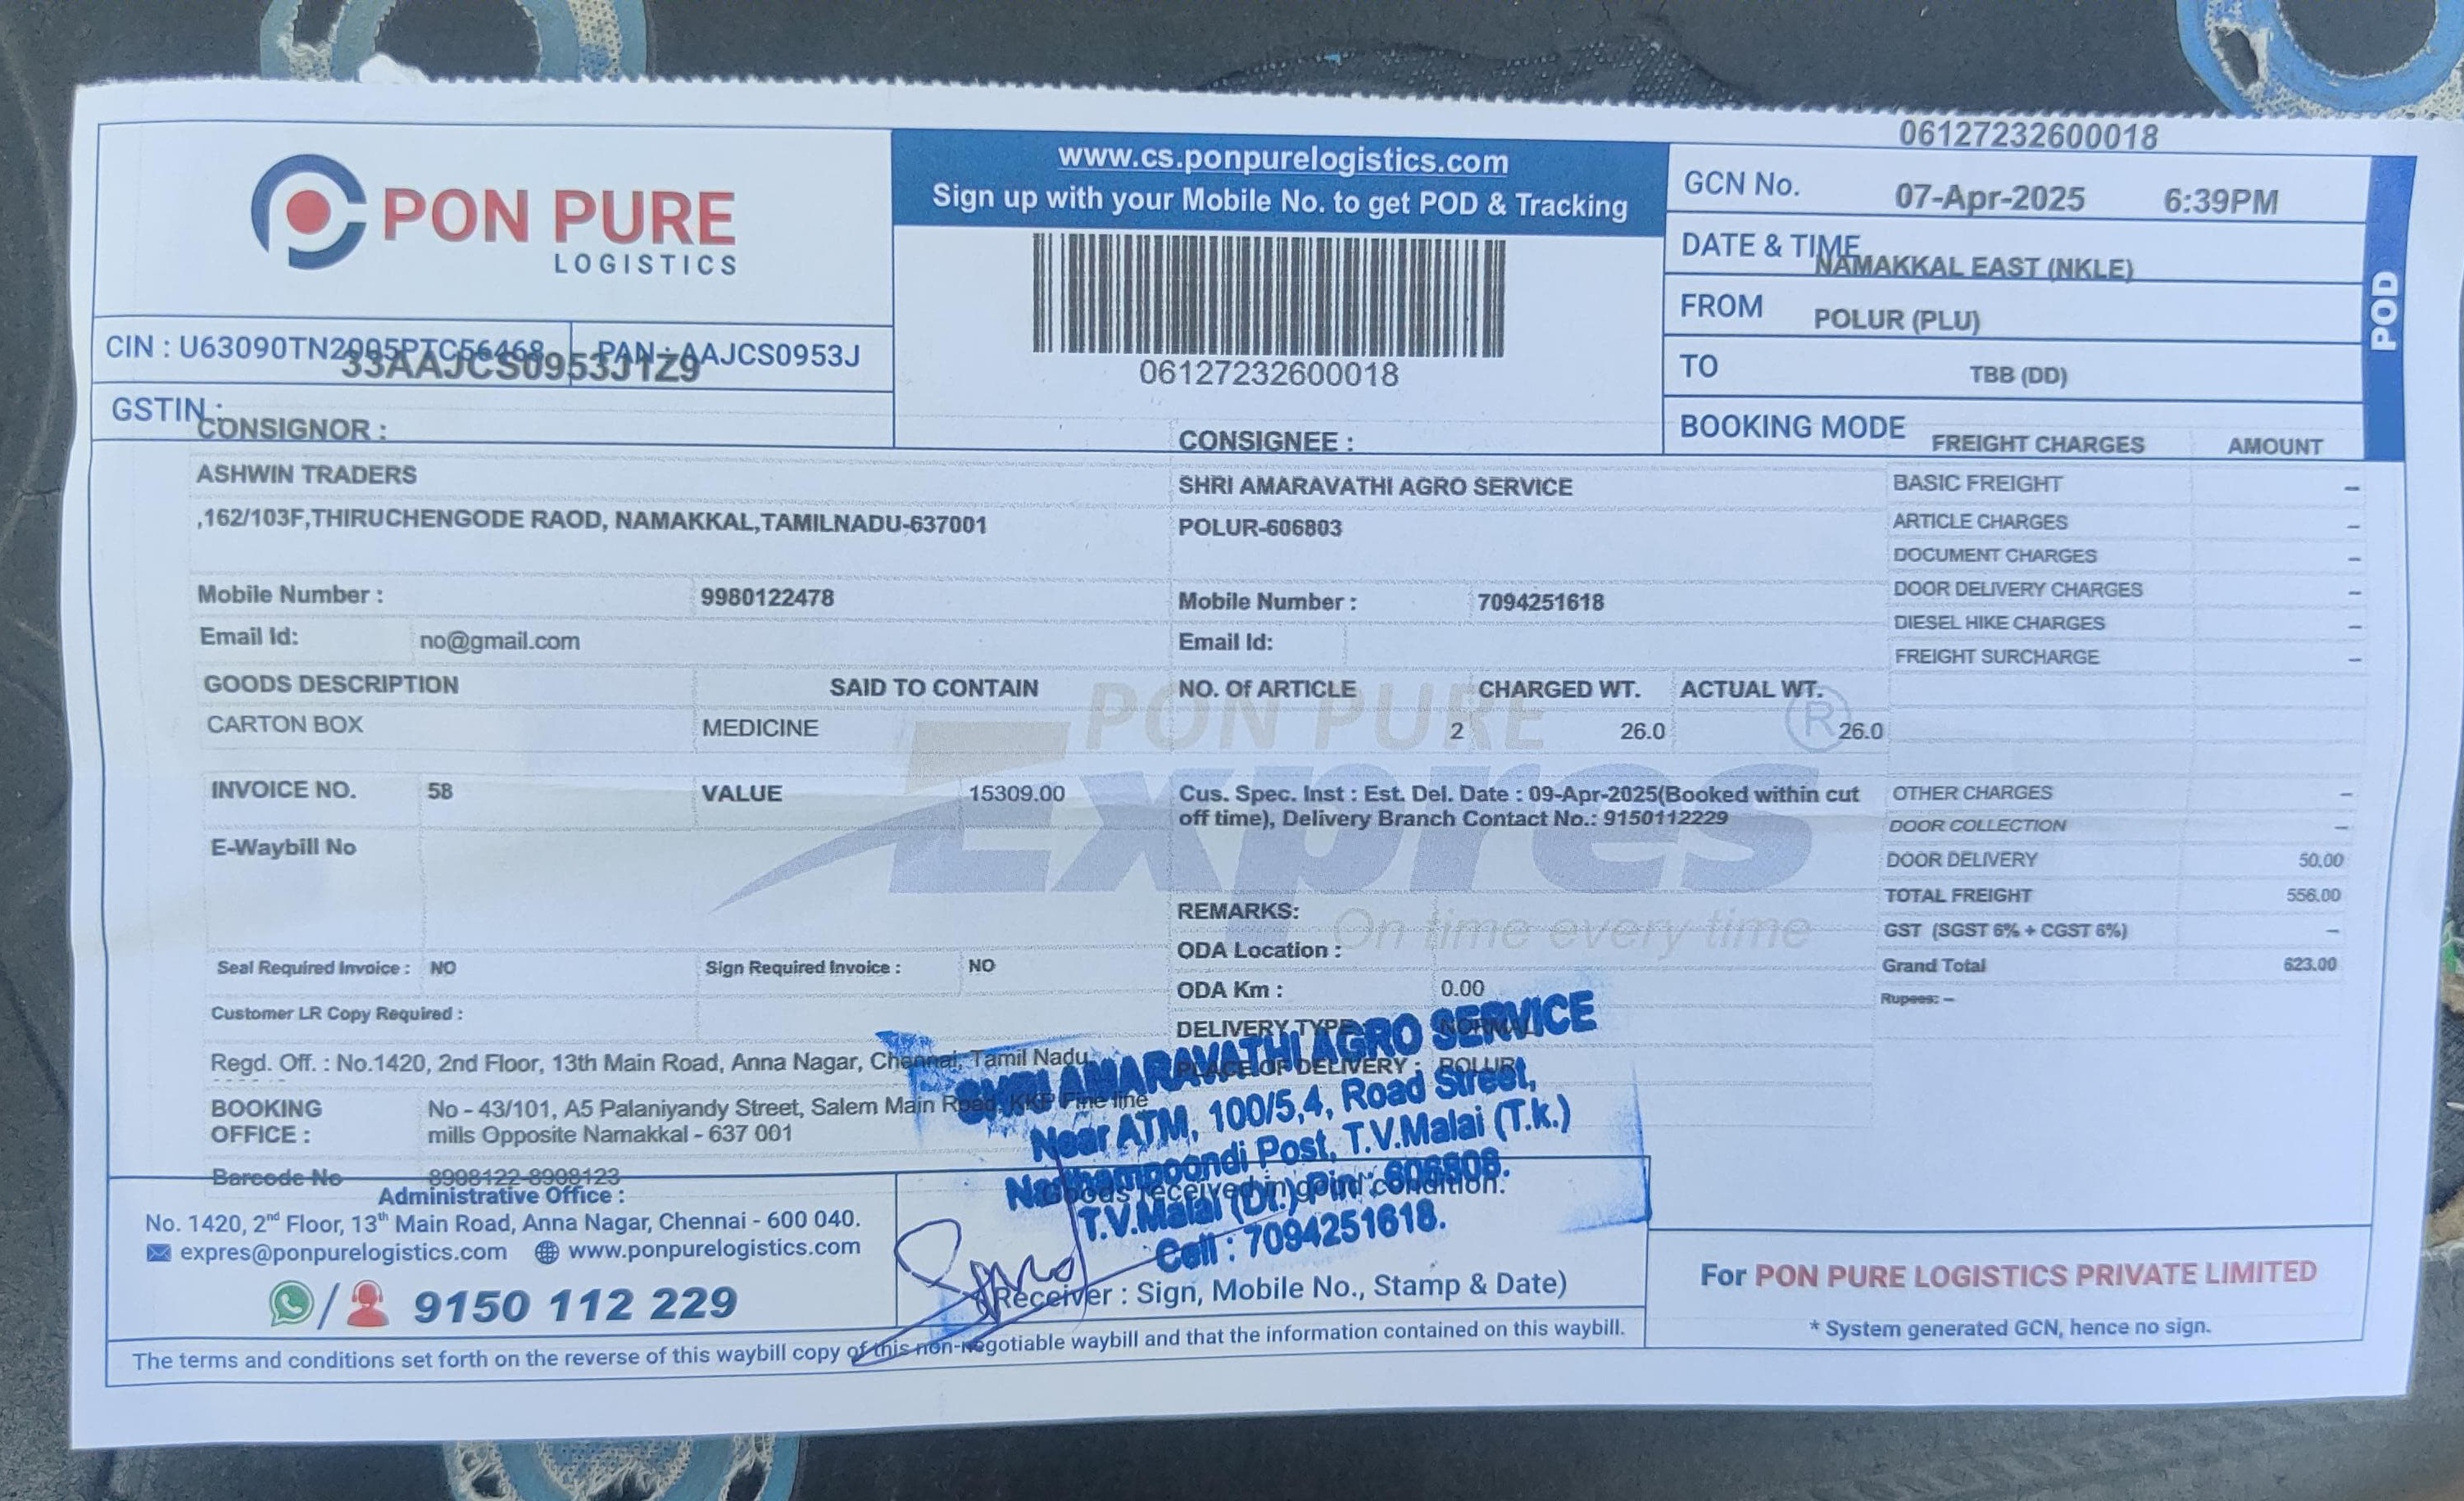 PON PURE
LOGISTICS
www.cs.ponpurelogistics.com
Sign up with your Mobile No. to get POD & Tracking
06127232600018
06127232600018
GCN No.
07-Apr-2025 6:39PM
DATE & TIME
NAMAKKAL EAST (NKLE)
FROM
POLUR (PLU)
TO
TBB (DD)
BOOKING MODE
POD
CIN : U63090TN2005PTC56468 PAN : AAJCS0953J
33AAJCS0953J1Z9
GSTIN :
CONSIGNOR :
ASHWIN TRADERS
,162/103F,THIRUCHENGODE RAOD, NAMAKKAL,TAMILNADU-637001
Mobile Number : 9980122478
Email Id: no@gmail.com
CONSIGNEE :
SHRI AMARAVATHI AGRO SERVICE
POLUR-606803
Mobile Number : 7094251618
Email Id:
FREIGHT CHARGES AMOUNT
BASIC FREIGHT –
ARTICLE CHARGES –
DOCUMENT CHARGES –
DOOR DELIVERY CHARGES –
DIESEL HIKE CHARGES –
FREIGHT SURCHARGE –
GOODS DESCRIPTION SAID TO CONTAIN NO. Of ARTICLE CHARGED WT. ACTUAL WT.
CARTON BOX MEDICINE 2 26.0 26.0
PON PURE
Expres ®
On time every time
INVOICE NO. 58 VALUE 15309.00
E-Waybill No
Cus. Spec. Inst : Est. Del. Date : 09-Apr-2025(Booked within cut
off time), Delivery Branch Contact No.: 9150112229
OTHER CHARGES –
DOOR COLLECTION –
DOOR DELIVERY 50.00
TOTAL FREIGHT 556.00
GST (SGST 6% + CGST 6%) –
Grand Total 623.00
Rupees: –
REMARKS:
ODA Location :
ODA Km : 0.00
DELIVERY TYPE NORMAL
PLACE OF DELIVERY : POLUR
Seal Required Invoice : NO Sign Required Invoice : NO
Customer LR Copy Required :
Regd. Off. : No.1420, 2nd Floor, 13th Main Road, Anna Nagar, Chennai, Tamil Nadu
BOOKING
OFFICE :
No - 43/101, A5 Palaniyandy Street, Salem Main Road, KKP Fine line
mills Opposite Namakkal - 637 001
Barcode No 8908122-8908123
SHRI AMARAVATHI AGRO SERVICE
Near ATM, 100/5,4, Road Street,
Nathampoondi Post, T.V.Malai (T.k.)
T.V.Malai (Dt.) Pin :
Cell : 7094251618.
Goods received in good condition.
(Receiver : Sign, Mobile No., Stamp & Date)
Administrative Office :
No. 1420, 2nd Floor, 13th Main Road, Anna Nagar, Chennai - 600 040.
expres@ponpurelogistics.com www.ponpurelogistics.com
/ 9150 112 229
For PON PURE LOGISTICS PRIVATE LIMITED
* System generated GCN, hence no sign.
The terms and conditions set forth on the reverse of this waybill copy of this non-negotiable waybill and that the information contained on this waybill.